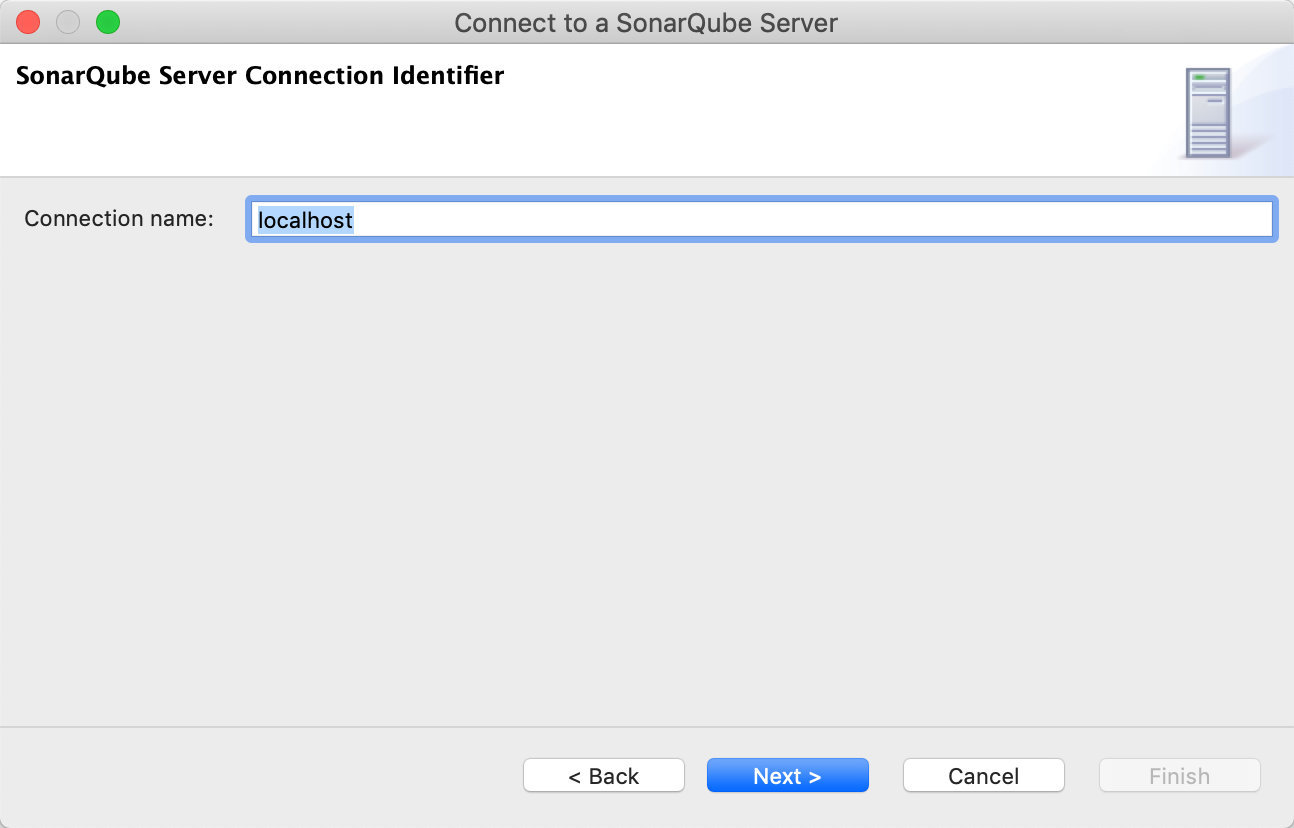 Connect to a SonarQube Server
SonarQube Server Connection Identifier
Connection name: localhost
< Back Next > Cancel Finish